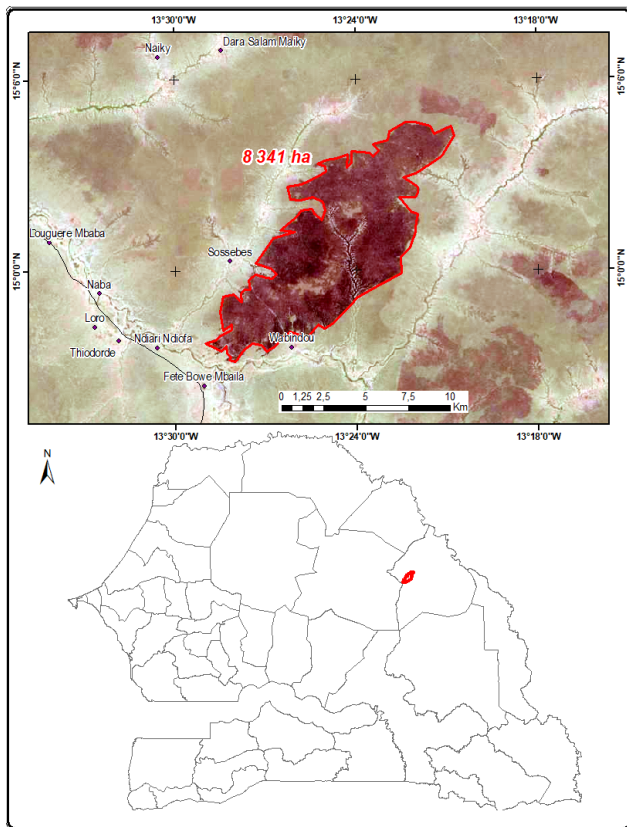 13°30'0"W 13°24'0"W 13°18'0"W
Dara Salam Maiky
Naiky
15°6'0"N 15°6'0"N
8 341 ha
Louguere Mbaba
Sossebes
15°0'0"N 15°0'0"N
Naba
Loro
Thiodorde
Ndiari Ndiofa
Wabindou
Fete Bowe Mbaila
0 1,25 2,5 5 7,5 10
Km
13°30'0"W 13°24'0"W 13°18'0"W
N